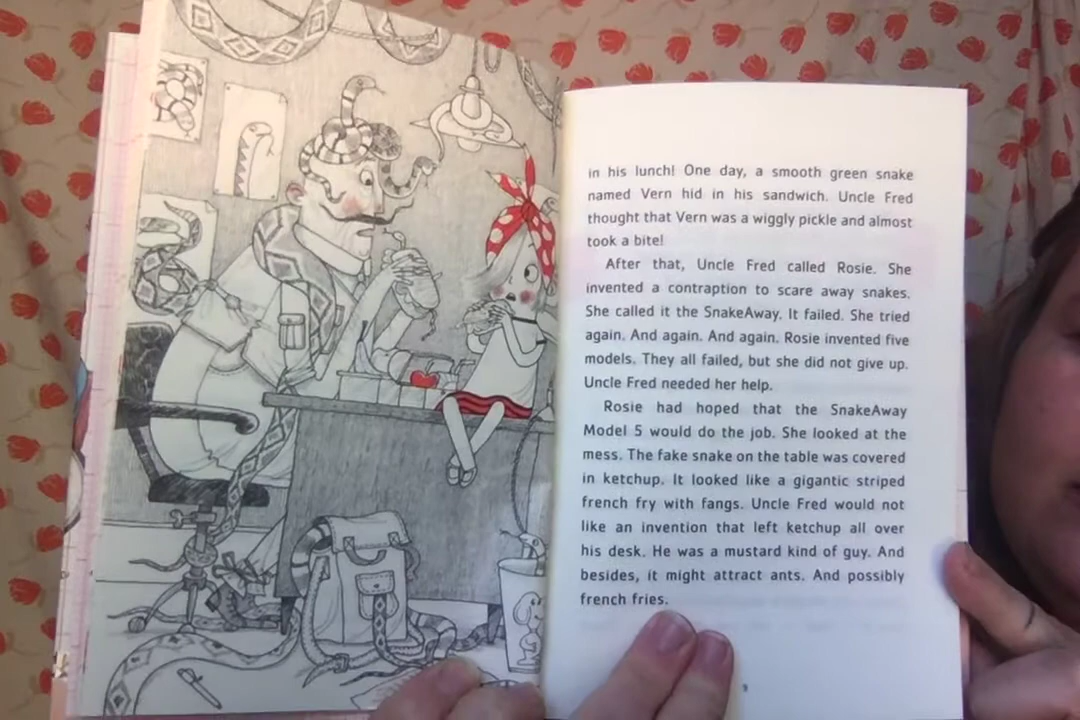 in his lunch! One day, a smooth green snake
named Vern hid in his sandwich. Uncle Fred
thought that Vern was a wiggly pickle and almost
took a bite!
After that, Uncle Fred called Rosie. She
invented a contraption to scare away snakes.
She called it the SnakeAway. It failed. She tried
again. And again. And again. Rosie invented five
models. They all failed, but she did not give up.
Uncle Fred needed her help.
Rosie had hoped that the SnakeAway
Model 5 would do the job. She looked at the
mess. The fake snake on the table was covered
in ketchup. It looked like a gigantic striped
french fry with fangs. Uncle Fred would not
like an invention that left ketchup all over
his desk. He was a mustard kind of guy. And
besides, it might attract ants. And possibly
french fries.
9